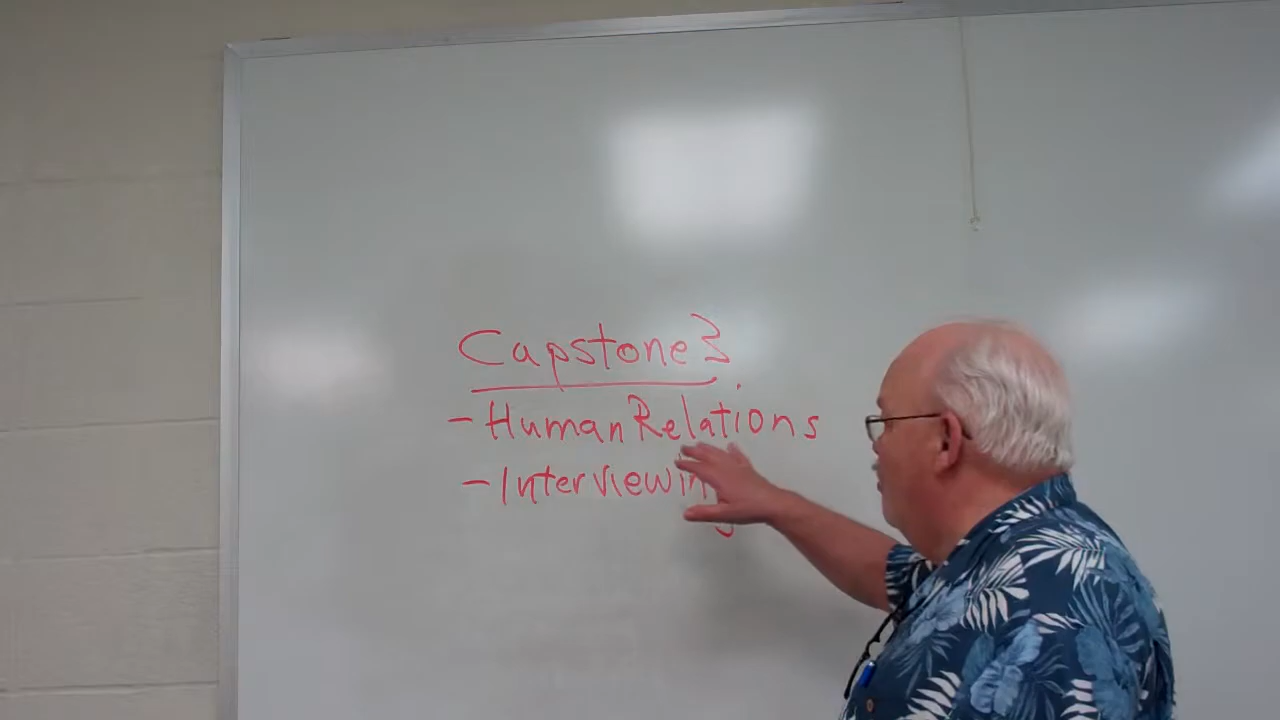 Capstone 3
- Human Relations
- Interviewing